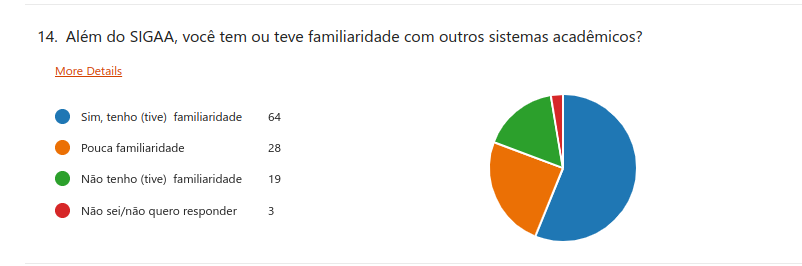 14. Além do SIGAA, você tem ou teve familiaridade com outros sistemas acadêmicos?
More Details
Sim, tenho (tive) familiaridade 64
Pouca familiaridade 28
Não tenho (tive) familiaridade 19
Não sei/não quero responder 3